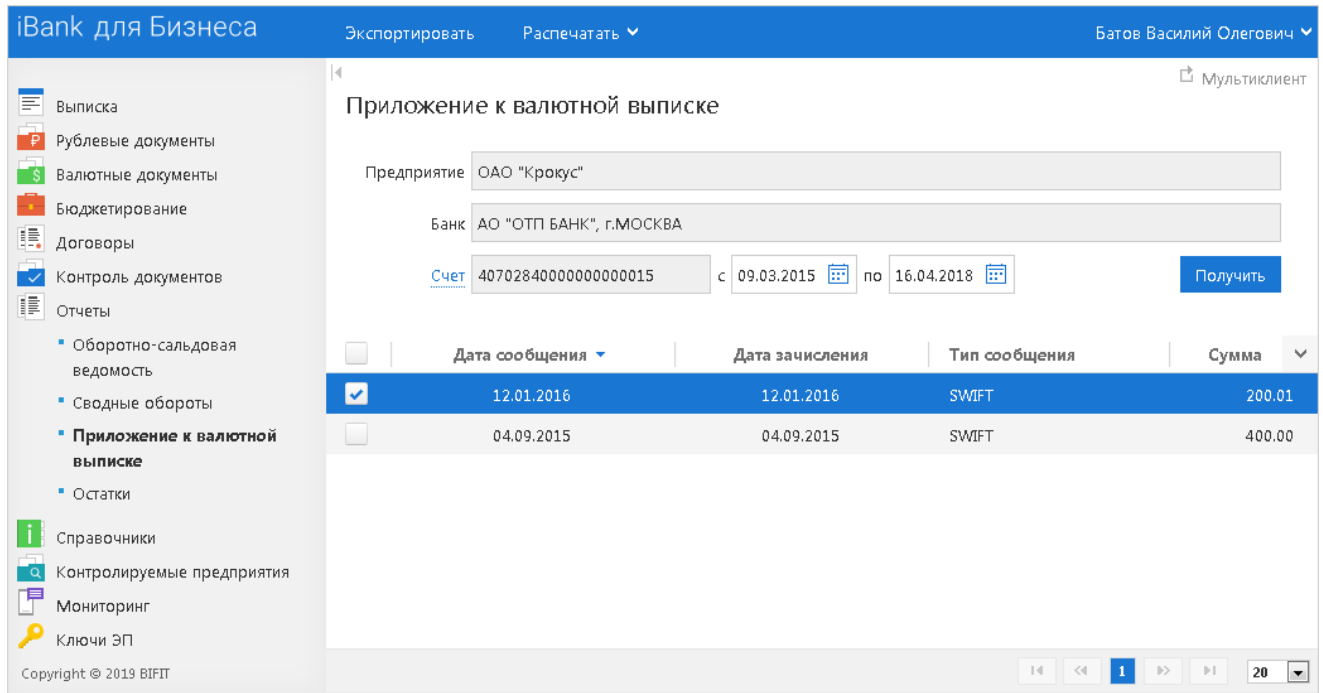 iBank для Бизнеса
Экспортировать Распечатать Батов Василий Олегович
Мультиклиент
Выписка
Рублевые документы
Валютные документы
Бюджетирование
Договоры
Контроль документов
Отчеты
Оборотно-сальдовая
ведомость
Сводные обороты
Приложение к валютной
выписке
Остатки
Справочники
Контролируемые предприятия
Мониторинг
Ключи ЭП
Copyright © 2019 BIFIT
Приложение к валютной выписке
Предприятие ОАО "Крокус"
Банк АО "ОТП БАНК", г.МОСКВА
Счет 40702840000000000015 с 09.03.2015 по 16.04.2018 Получить
Дата сообщения Дата зачисления Тип сообщения Сумма
12.01.2016 12.01.2016 SWIFT 200.01
04.09.2015 04.09.2015 SWIFT 400.00
1 20